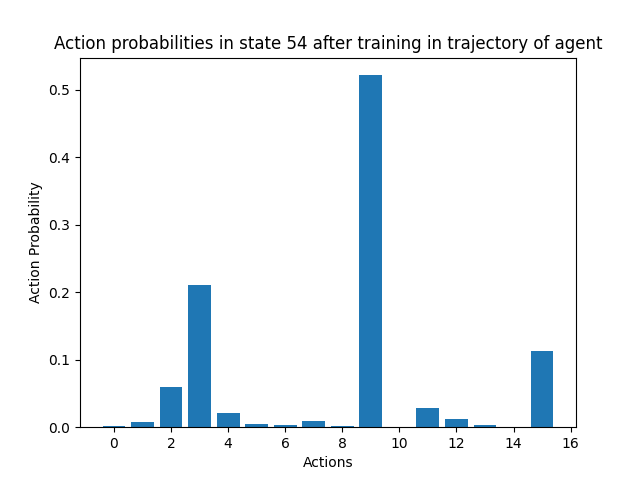 Action probabilities in state 54 after training in trajectory of agent
Action Probability
0.5
0.4
0.3
0.2
0.1
0.0
0 2 4 6 8 10 12 14 16
Actions